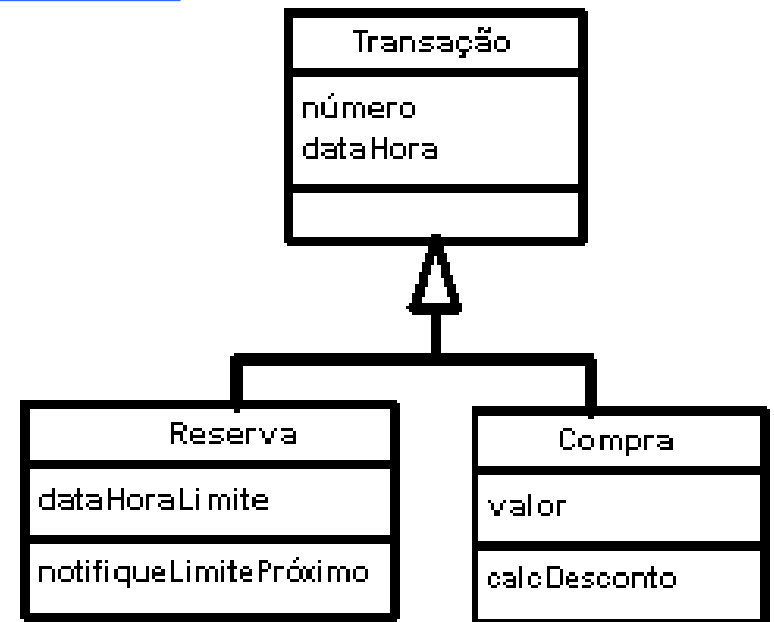 Transação
número
dataHora
Reserva
dataHoraLimite
notifiqueLimitePróximo
Compra
valor
calcDesconto